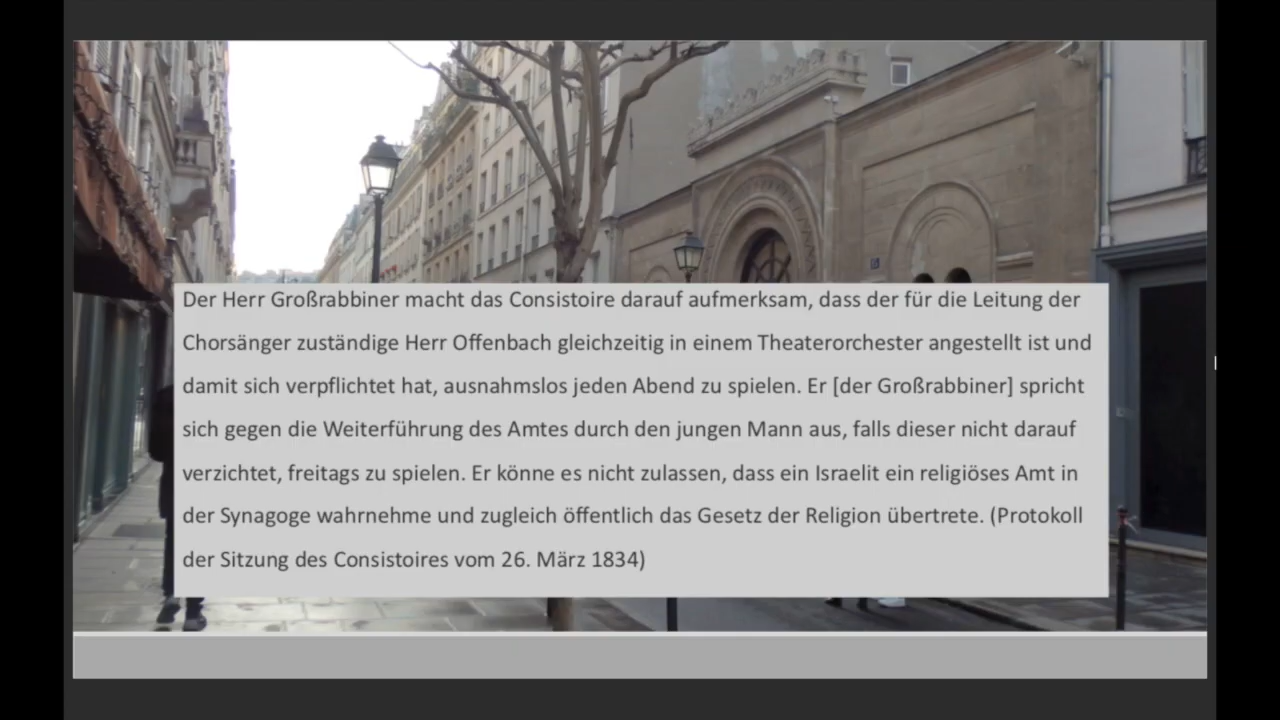 Der Herr Großrabbiner macht das Consistoire darauf aufmerksam, dass der für die Leitung der
Chorsänger zuständige Herr Offenbach gleichzeitig in einem Theaterorchester angestellt ist und
damit sich verpflichtet hat, ausnahmslos jeden Abend zu spielen. Er [der Großrabbiner] spricht
sich gegen die Weiterführung des Amtes durch den jungen Mann aus, falls dieser nicht darauf
verzichtet, freitags zu spielen. Er könne es nicht zulassen, dass ein Israelit ein religiöses Amt in
der Synagoge wahrnehme und zugleich öffentlich das Gesetz der Religion übertrete. (Protokoll
der Sitzung des Consistoires vom 26. März 1834)